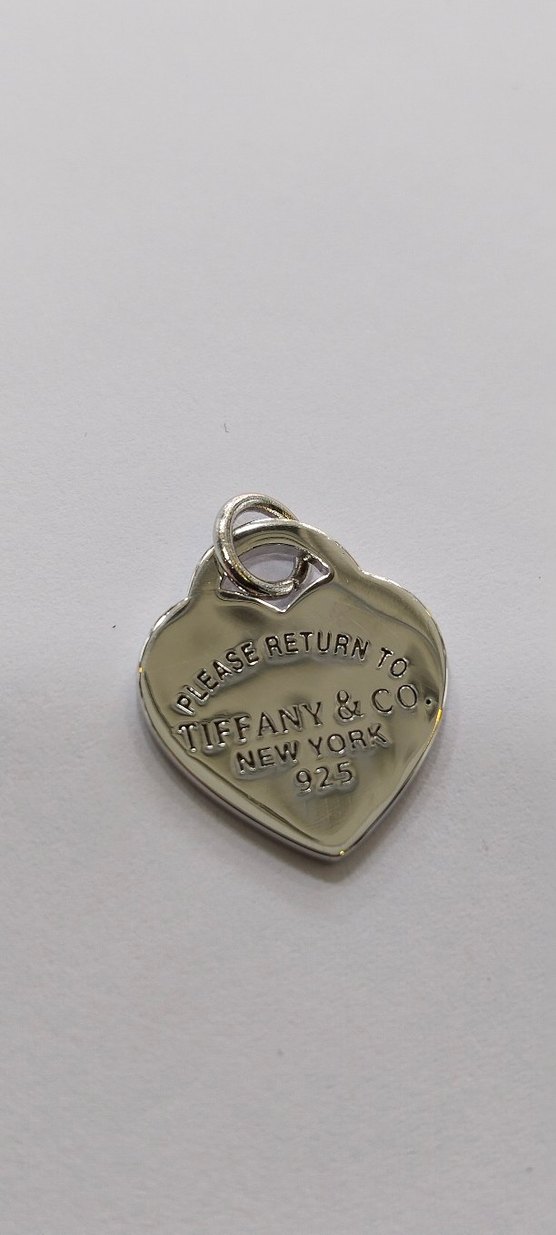 PLEASE RETURN TO
TIFFANY & CO.
NEW YORK
925